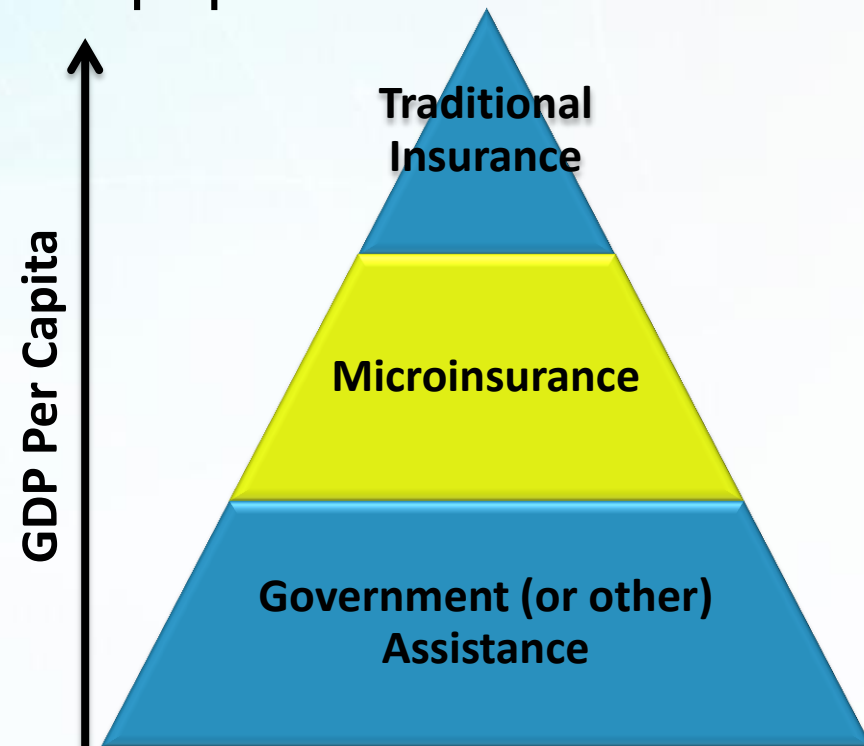 Traditional
Insurance
GDP Per Capita
Microinsurance
Government (or other)
Assistance